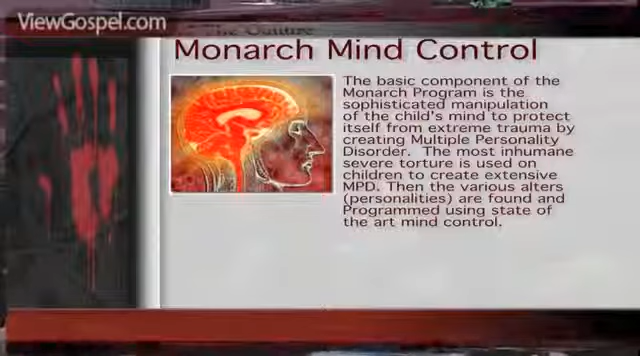 ViewGospel.com
The Culture
Monarch Mind Control
The basic component of the
Monarch Program is the
sophisticated manipulation
of the child's mind to protect
itself from extreme trauma by
creating Multiple Personality
Disorder. The most inhumane
severe torture is used on
children to create extensive
MPD. Then the various alters
(personalities) are found and
Programmed using state of
the art mind control.